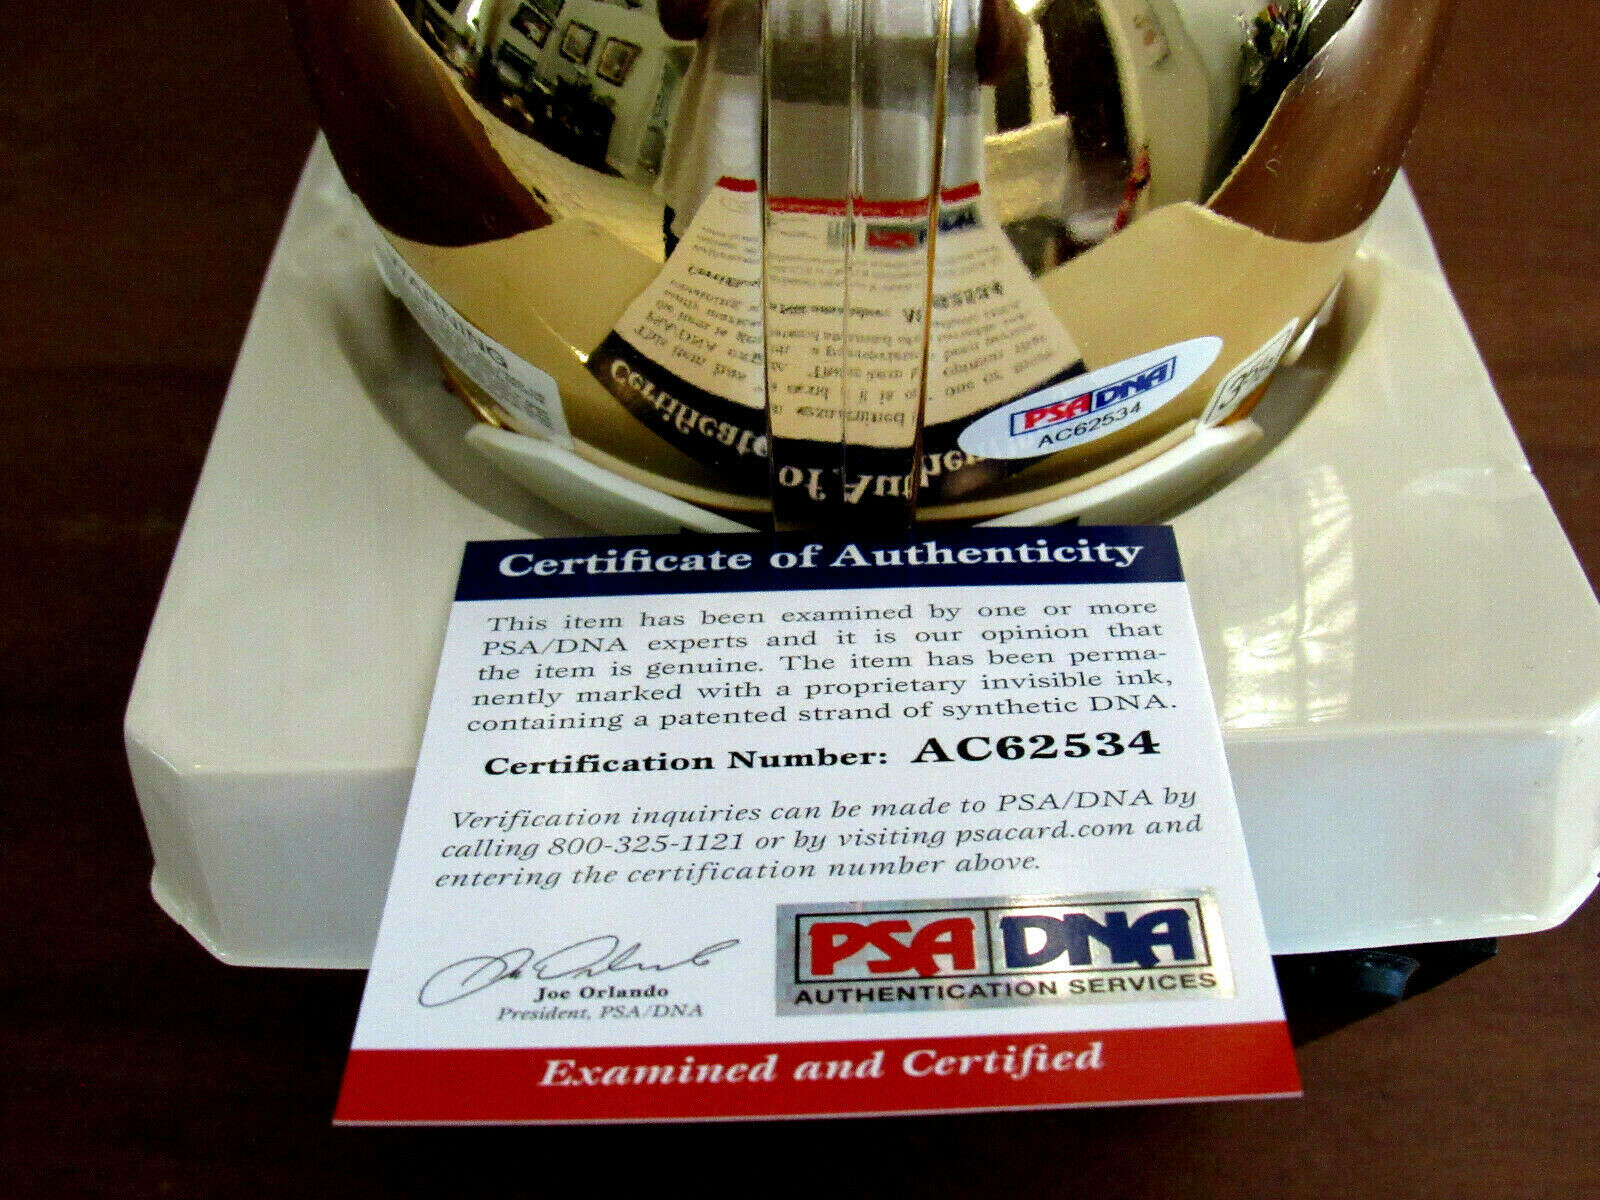 WARNING
PSA DNA
AC62534
Certificate of Authenticity
This item has been examined by one or more
PSA/DNA experts and it is our opinion that
the item is genuine. The item has been perma-
nently marked with a proprietary invisible ink,
containing a patented strand of synthetic DNA.
Certification Number: AC62534
Verification inquiries can be made to PSA/DNA by
calling 800-325-1121 or by visiting psacard.com and
entering the certification number above.
Joe Orlando
President, PSA/DNA
PSA DNA
AUTHENTICATION SERVICES
Examined and Certified